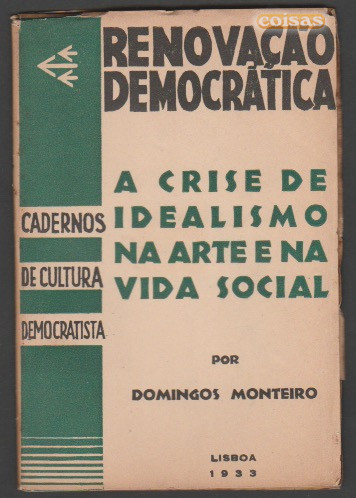 coisas
RENOVAÇÃO
DEMOCRÁTICA
A CRISE DE
IDEALISMO
NA ARTE E NA
VIDA SOCIAL
CADERNOS
DE CULTURA
DEMOCRATISTA
POR
DOMINGOS MONTEIRO
LISBOA
1933